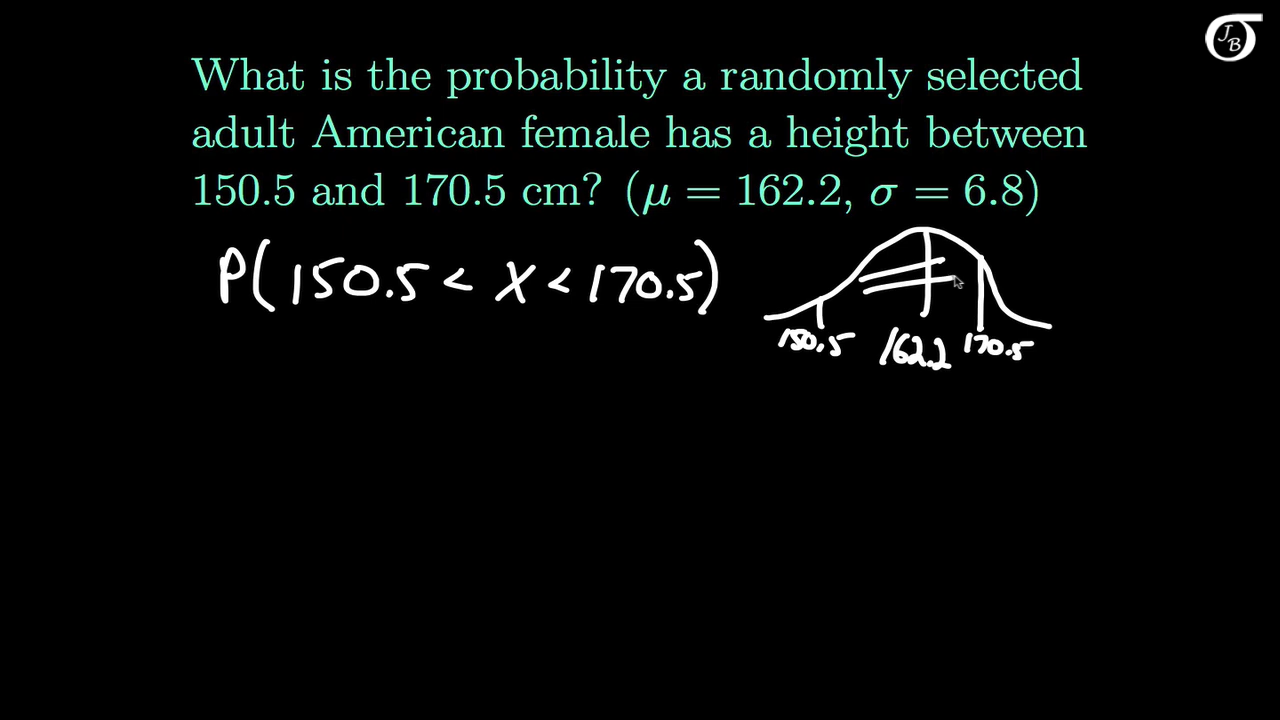 JB
What is the probability a randomly selected
adult American female has a height between
150.5 and 170.5 cm? (μ = 162.2, σ = 6.8)
P(150.5 < X < 170.5)
150.5 162.2 170.5